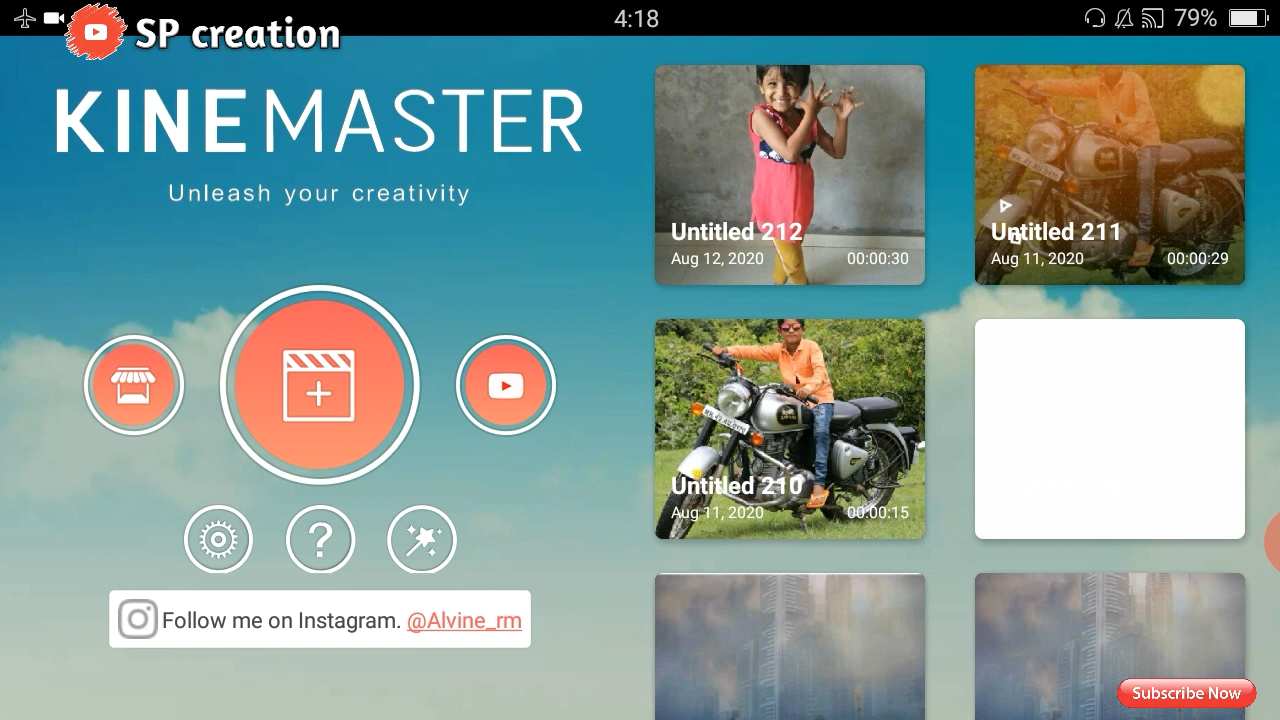 4:18
79%
SP creation
KINEMASTER
Unleash your creativity
Untitled 212
Aug 12, 2020
00:00:30
Untitled 211
Aug 11, 2020
00:00:29
Untitled 210
Aug 11, 2020
00:00:15
?
Follow me on Instagram. @Alvine_rm
Subscribe Now